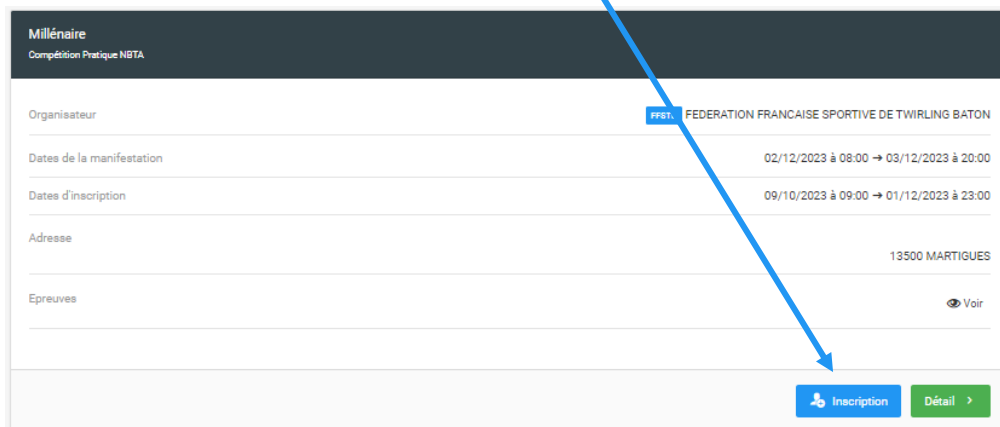 Millénaire
Compétition Pratique NBTA
Organisateur FEDERATION FRANCAISE SPORTIVE DE TWIRLING BATON
Dates de la manifestation 02/12/2023 à 08:00 → 03/12/2023 à 20:00
Dates d'inscription 09/10/2023 à 09:00 → 01/12/2023 à 23:00
Adresse
13500 MARTIGUES
Epreuves Voir
Inscription Détail >